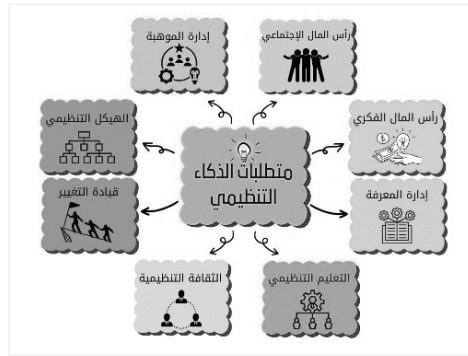 إدارة الموهبة
رأس المال الإجتماعي
الهيكل التنظيمي
رأس المال الفكري
متطلبات الذكاء
التنظيمي
قيادة التغيير
إدارة المعرفة
الثقافة التنظيمية
التعليم التنظيمي